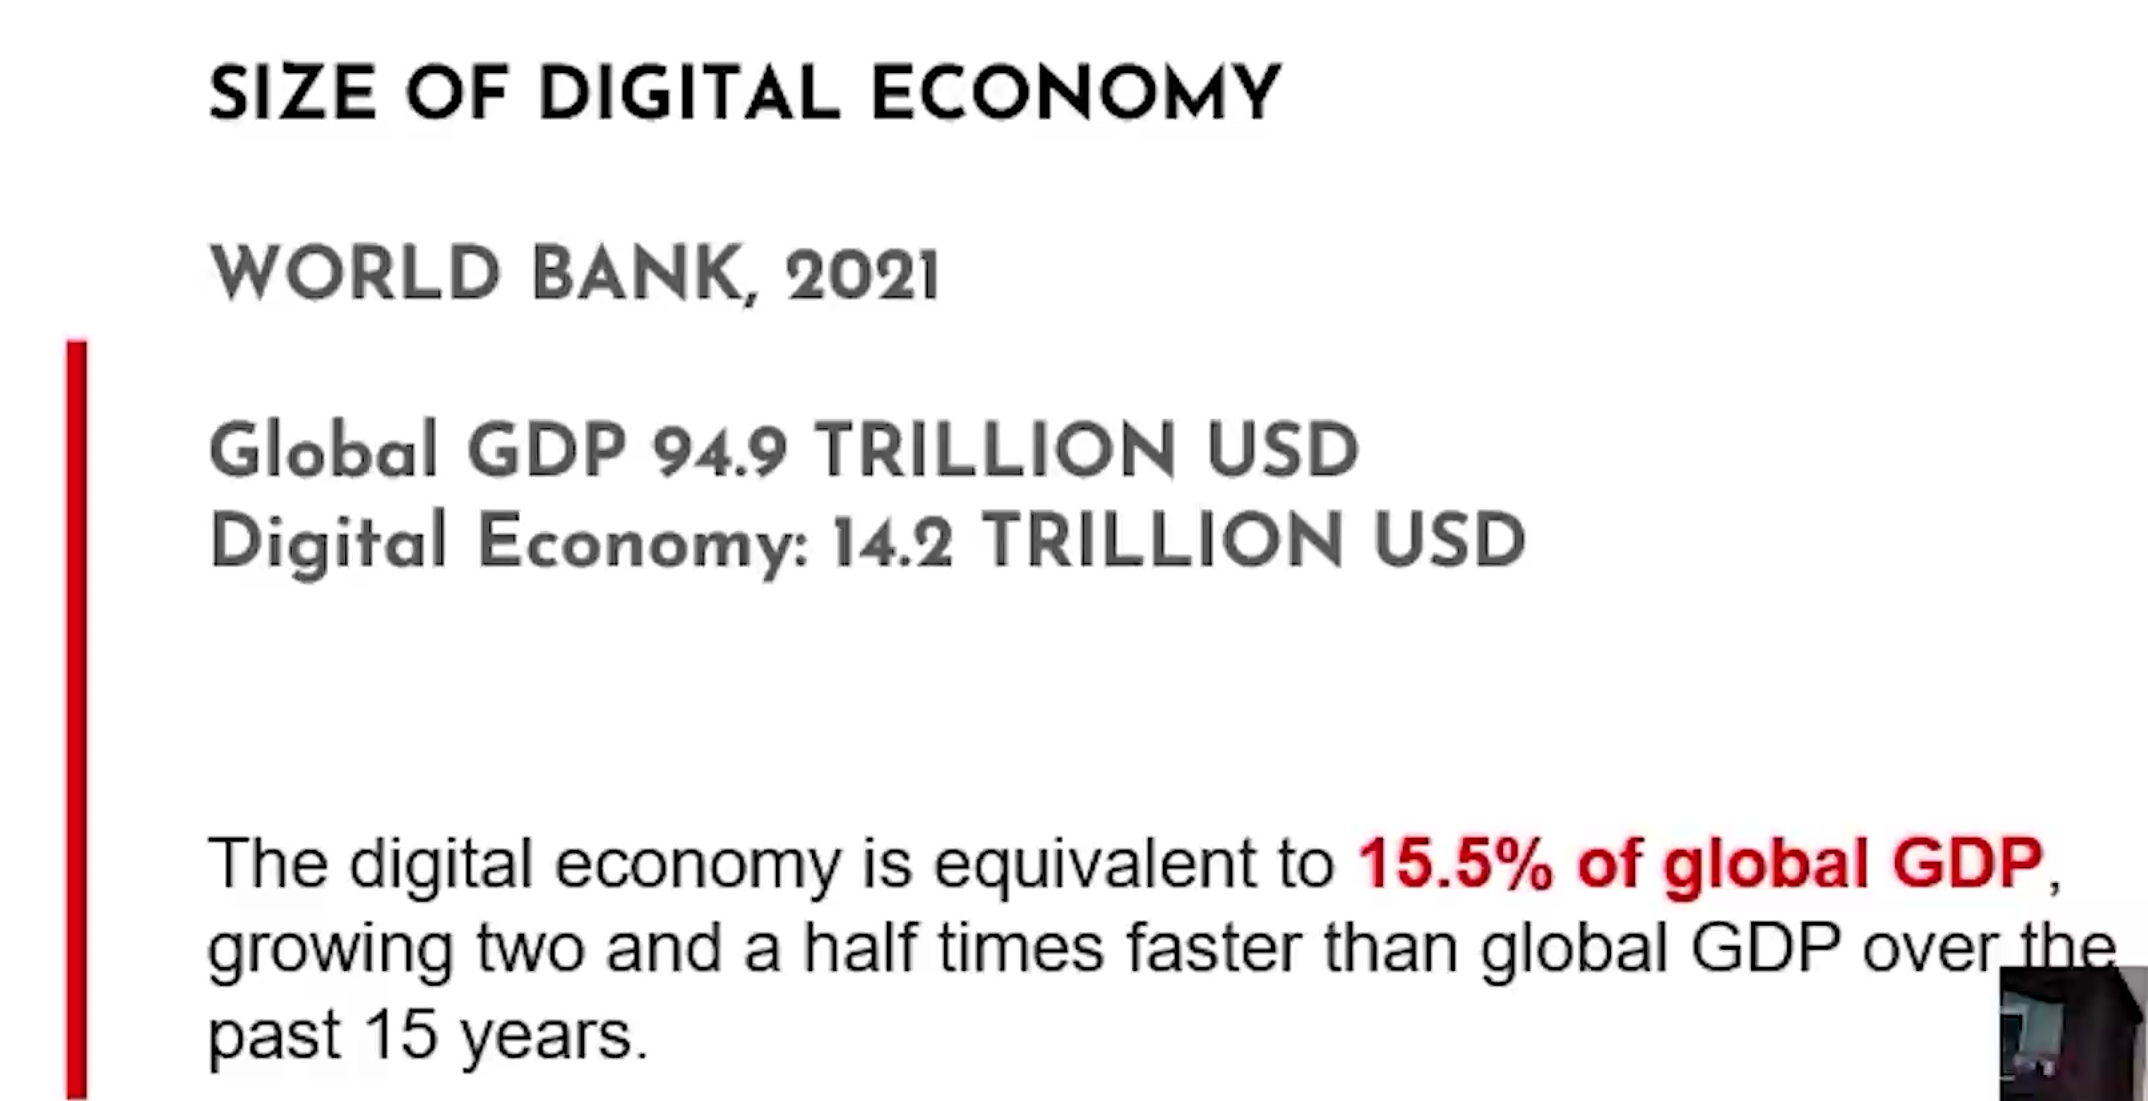 SIZE OF DIGITAL ECONOMY
WORLD BANK, 2021
Global GDP 94.9 TRILLION USD
Digital Economy: 14.2 TRILLION USD
The digital economy is equivalent to 15.5% of global GDP,
growing two and a half times faster than global GDP over the
past 15 years.